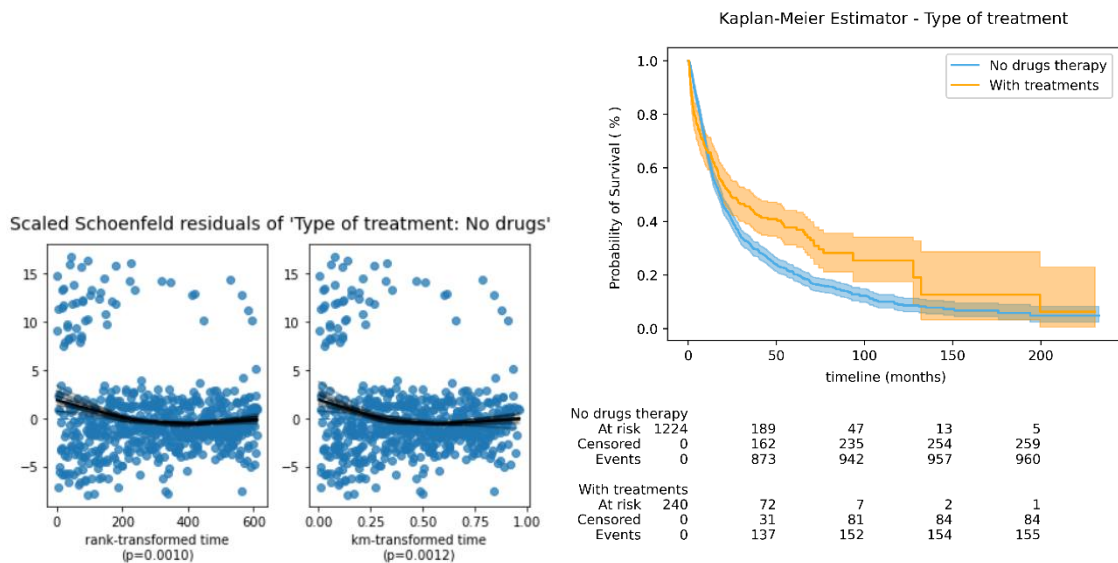 Scaled Schoenfeld residuals of 'Type of treatment: No drugs'
15
10
5
0
−5
0 200 400 600
rank-transformed time
(p=0.0010)
15
10
5
0
−5
0.00 0.25 0.50 0.75 1.00
km-transformed time
(p=0.0012)
Kaplan-Meier Estimator - Type of treatment
Probability of Survival ( % )
1.0
0.8
0.6
0.4
0.2
0.0
No drugs therapy
With treatments
0 50 100 150 200
timeline (months)
No drugs therapy
At risk 1224 189 47 13 5
Censored 0 162 235 254 259
Events 0 873 942 957 960
With treatments
At risk 240 72 7 2 1
Censored 0 31 81 84 84
Events 0 137 152 154 155